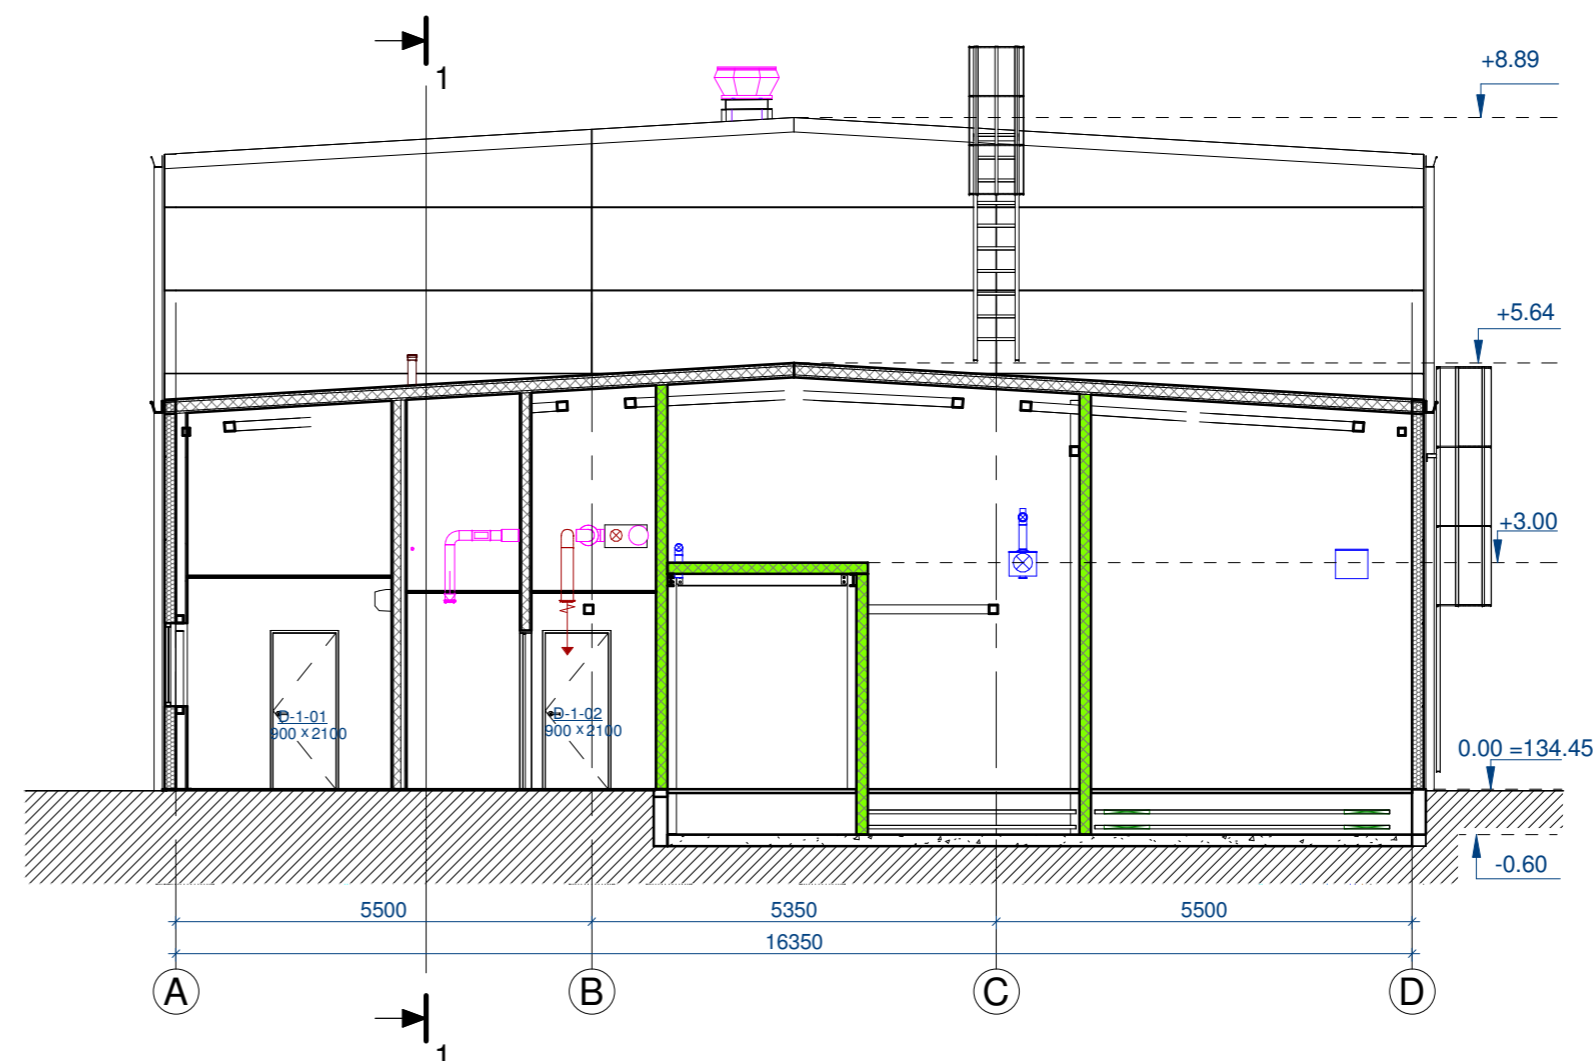 1
+8.89
+5.64
+3.00
D-1-01
900 x 2100
D-1-02
900 x 2100
0.00 =134.45
-0.60
5500
5350
5500
16350
A
B
C
D
1